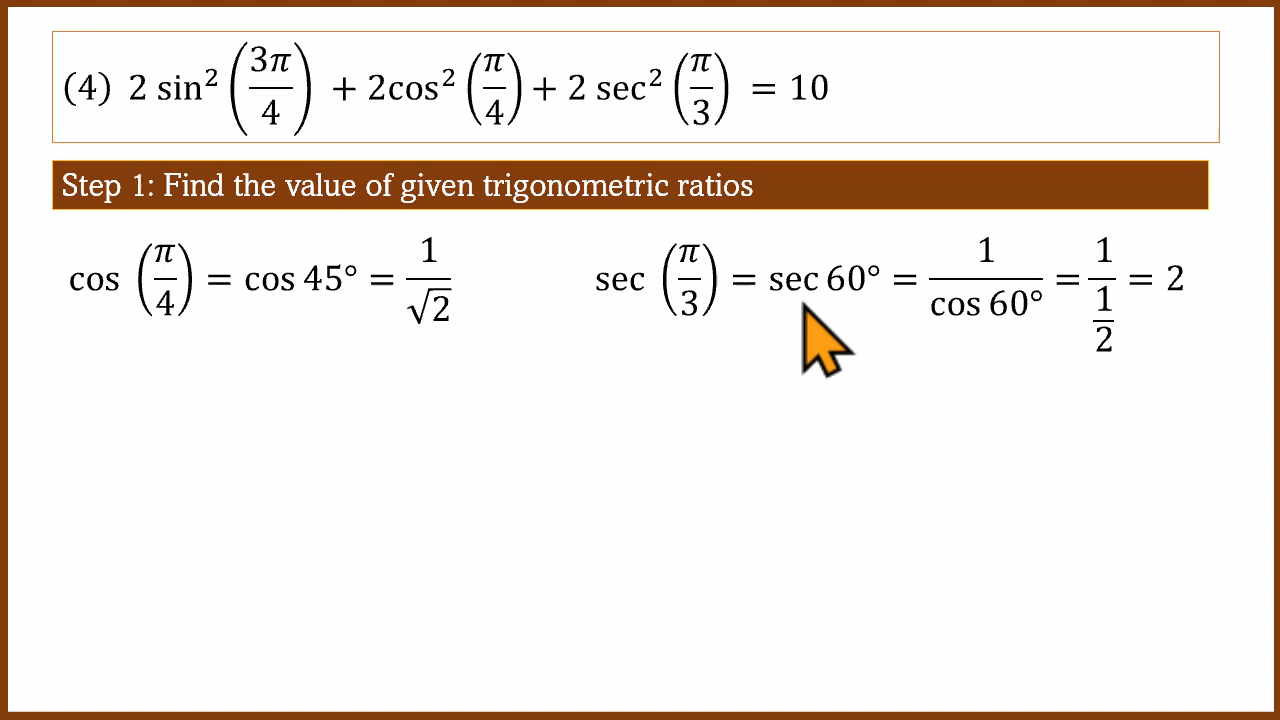 (4) 2 sin² (3π/4) + 2cos² (π/4) + 2 sec² (π/3) = 10
Step 1: Find the value of given trigonometric ratios
cos (π/4) = cos 45° = 1/√2
sec (π/3) = sec 60° = 1/cos 60° = 1/(1/2) = 2